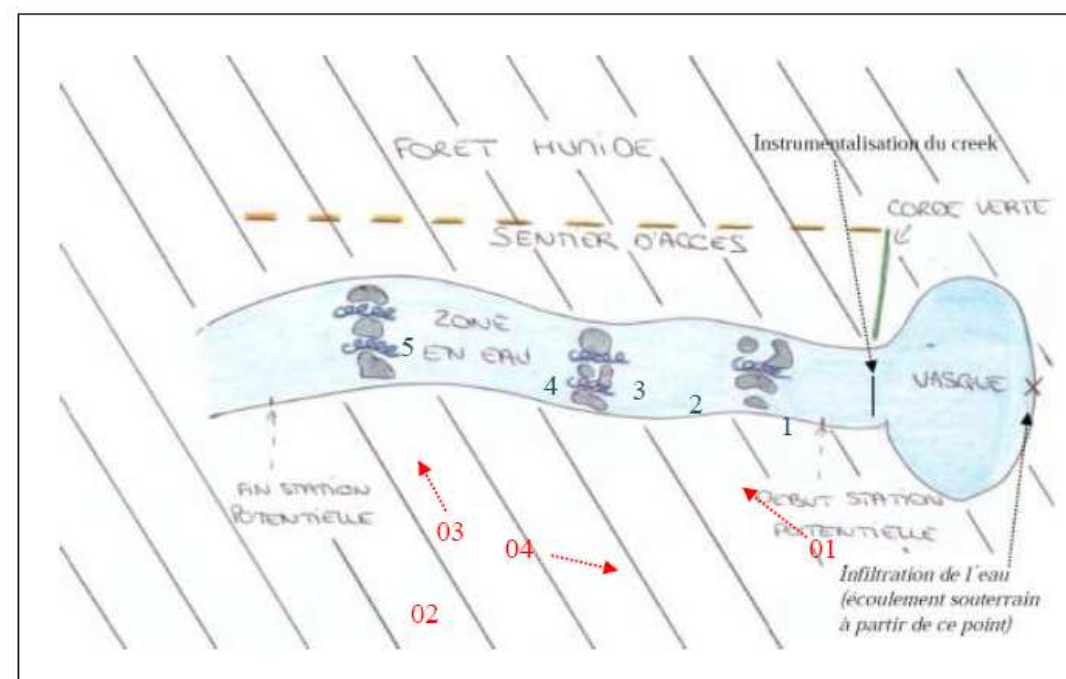 FORET HUMIDE
Instrumentalisation du creek
CORDE VERTE
SENTIER D'ACCES
ZONE
EN EAU
VASQUE
5
4
3
2
1
FIN STATION
POTENTIELLE
DEBUT STATION
POTENTIELLE
03
04
01
02
Infiltration de l'eau
(écoulement souterrain
à partir de ce point)